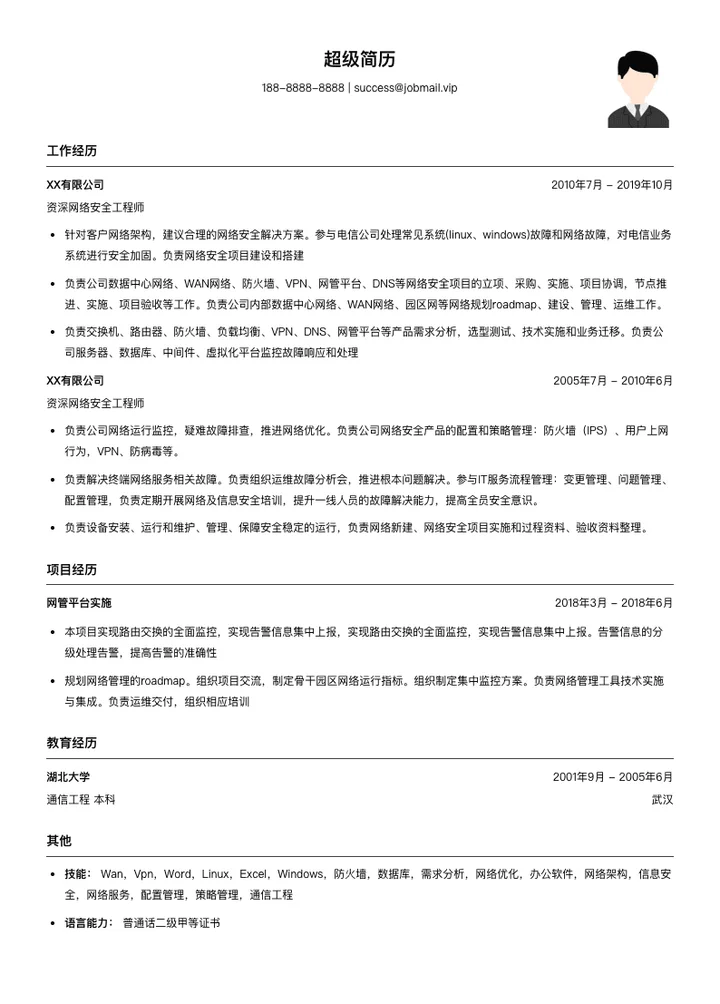 超级简历
188-8888-8888 | success@jobmail.vip
工作经历
XX有限公司 2010年7月 – 2019年10月
资深网络安全工程师
• 针对客户网络架构，建议合理的网络安全解决方案。参与电信公司处理常见系统(linux、windows)故障和网络故障，对电信业务
系统进行安全加固。负责网络安全项目建设和搭建
• 负责公司数据中心网络、WAN网络、防火墙、VPN、网管平台、DNS等网络安全项目的立项、采购、实施、项目协调，节点推
进、实施、项目验收等工作。负责公司内部数据中心网络、WAN网络、园区网等网络规划roadmap、建设、管理、运维工作。
• 负责交换机、路由器、防火墙、负载均衡、VPN、DNS、网管平台等产品需求分析，选型测试、技术实施和业务迁移。负责公
司服务器、数据库、中间件、虚拟化平台监控故障响应和处理
XX有限公司 2005年7月 – 2010年6月
资深网络安全工程师
• 负责公司网络运行监控，疑难故障排查，推进网络优化。负责公司网络安全产品的配置和策略管理：防火墙（IPS）、用户上网
行为，VPN、防病毒等。
• 负责解决终端网络服务相关故障。负责组织运维故障分析会，推进根本问题解决。参与IT服务流程管理：变更管理、问题管理、
配置管理，负责定期开展网络及信息安全培训，提升一线人员的故障解决能力，提高全员安全意识。
• 负责设备安装、运行和维护、管理、保障安全稳定的运行，负责网络新建、网络安全项目实施和过程资料、验收资料整理。
项目经历
网管平台实施 2018年3月 – 2018年6月
• 本项目实现路由交换的全面监控，实现告警信息集中上报，实现路由交换的全面监控，实现告警信息集中上报。告警信息的分
级处理告警，提高告警的准确性
• 规划网络管理的roadmap。组织项目交流，制定骨干园区网络运行指标。组织制定集中监控方案。负责网络管理工具技术实施
与集成。负责运维交付，组织相应培训
教育经历
湖北大学 2001年9月 – 2005年6月
通信工程 本科 武汉
其他
• 技能： Wan，Vpn，Word，Linux，Excel，Windows，防火墙，数据库，需求分析，网络优化，办公软件，网络架构，信息安
全，网络服务，配置管理，策略管理，通信工程
• 语言能力： 普通话二级甲等证书